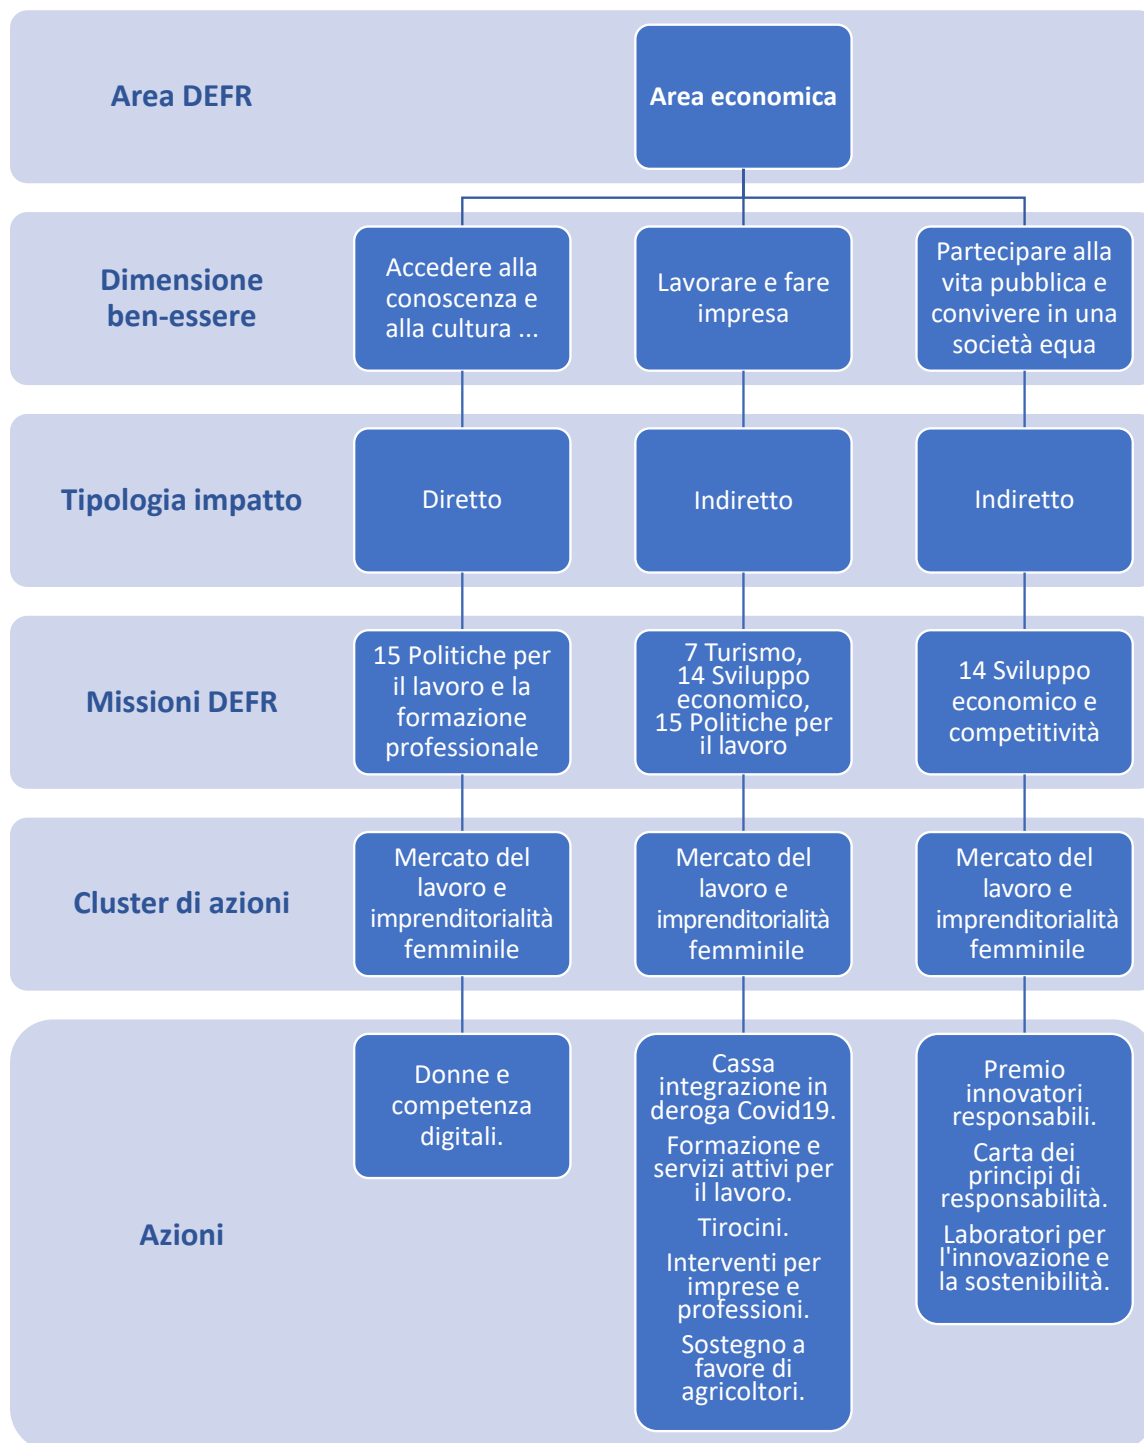 Area DEFR
Area economica
Dimensione
ben-essere
Accedere alla
conoscenza e
alla cultura ...
Lavorare e fare
impresa
Partecipare alla
vita pubblica e
convivere in una
società equa
Tipologia impatto
Diretto
Indiretto
Indiretto
Missioni DEFR
15 Politiche per
il lavoro e la
formazione
professionale
7 Turismo,
14 Sviluppo
economico,
15 Politiche per
il lavoro
14 Sviluppo
economico e
competitività
Cluster di azioni
Mercato del
lavoro e
imprenditorialità
femminile
Mercato del
lavoro e
imprenditorialità
femminile
Mercato del
lavoro e
imprenditorialità
femminile
Azioni
Donne e
competenza
digitali.
Cassa
integrazione in
deroga Covid19.
Formazione e
servizi attivi per
il lavoro.
Tirocini.
Interventi per
imprese e
professioni.
Sostegno a
favore di
agricoltori.
Premio
innovatori
responsabili.
Carta dei
principi di
responsabilità.
Laboratori per
l'innovazione e
la sostenibilità.